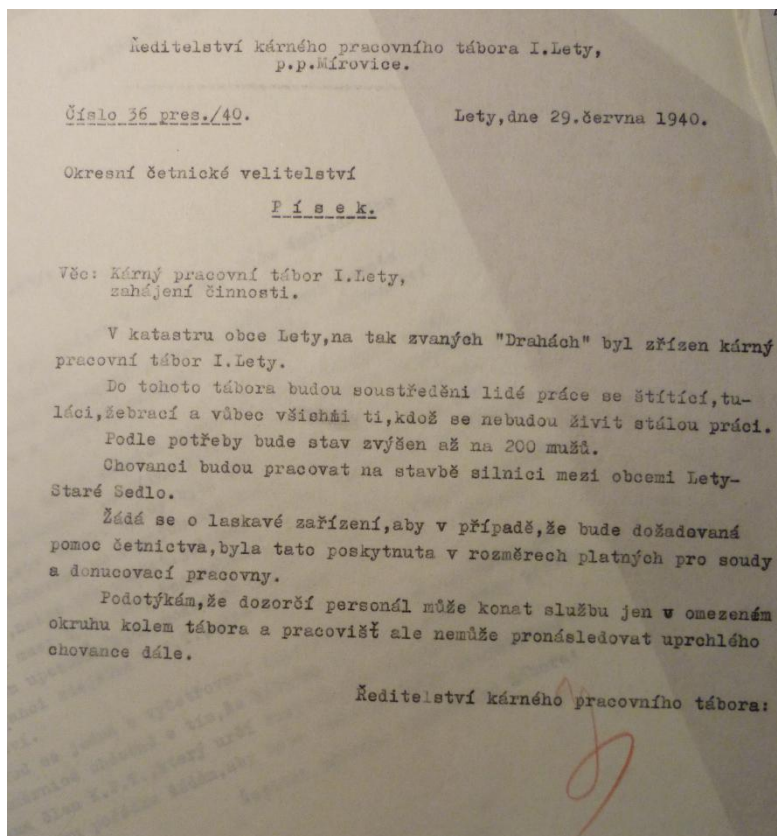 Ředitelství kárného pracovního tábora I.Lety,
p.p.Mírovice.
Číslo 36 pres./40.
Lety,dne 29.června 1940.
Okresní četnické velitelství
Písek.
Věc: Kárný pracovní tábor I.Lety,
zahájení činnosti.
V katastru obce Lety,na tak zvaných "Drahách" byl zřízen kárný
pracovní tábor I.Lety.
Do tohoto tábora budou soustředěni lidé práce se štítící,tu-
láci,žebrací a vůbec všichni ti,kdož se nebudou živit stálou práci.
Podle potřeby bude stav zvýšen až na 200 mužů.
Chovanci budou pracovat na stavbě silnici mezi obcemi Lety-
Staré Sedlo.
Žádá se o laskavé zařízení,aby v případě,že bude dožadovaná
pomoc četnictva,byla tato poskytnuta v rozměrech platných pro soudy
a donucovací pracovny.
Podotýkám,že dozorčí personál může konat službu jen v omezeném
okruhu kolem tábora a pracovišť ale nemůže pronásledovat uprchlého
chovance dále.
Ředitelství kárného pracovního tábora: